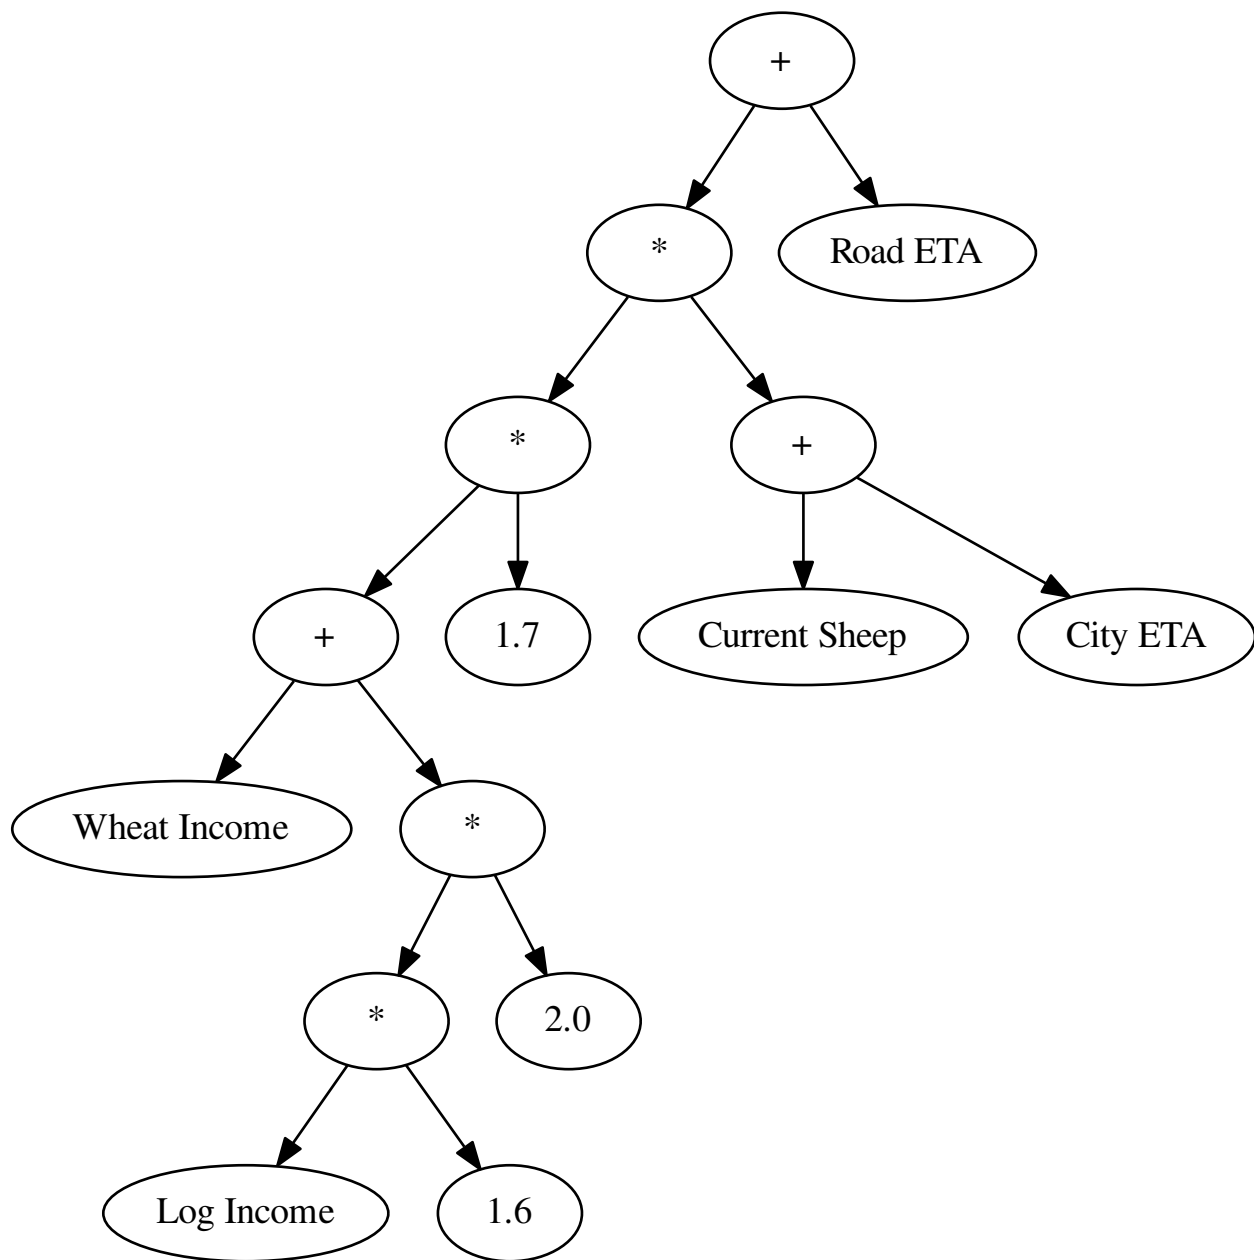 +
*
Road ETA
*
+
+
1.7
Current Sheep
City ETA
Wheat Income
*
*
2.0
Log Income
1.6